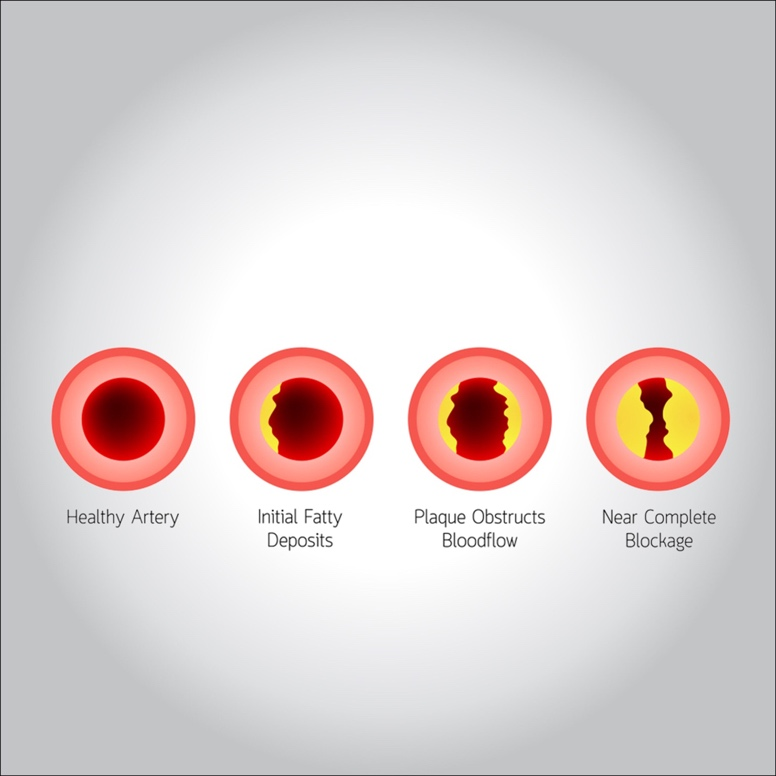 Healthy Artery
Initial Fatty
Deposits
Plaque Obstructs
Bloodflow
Near Complete
Blockage